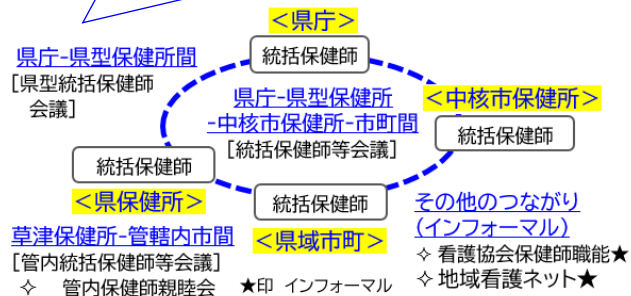 <県庁>
統括保健師
県庁-県型保健所間
[県型統括保健師
会議]
県庁-県型保健所
-中核市保健所-市町間
[統括保健師等会議]
<中核市保健所>
統括保健師
統括保健師
<県保健所>
統括保健師
<県域市町>
草津保健所-管轄内市間
[管内統括保健師等会議]
✧ 管内保健師親睦会
★印 インフォーマル
その他のつながり
(インフォーマル)
✧ 看護協会保健師職能★
✧ 地域看護ネット★